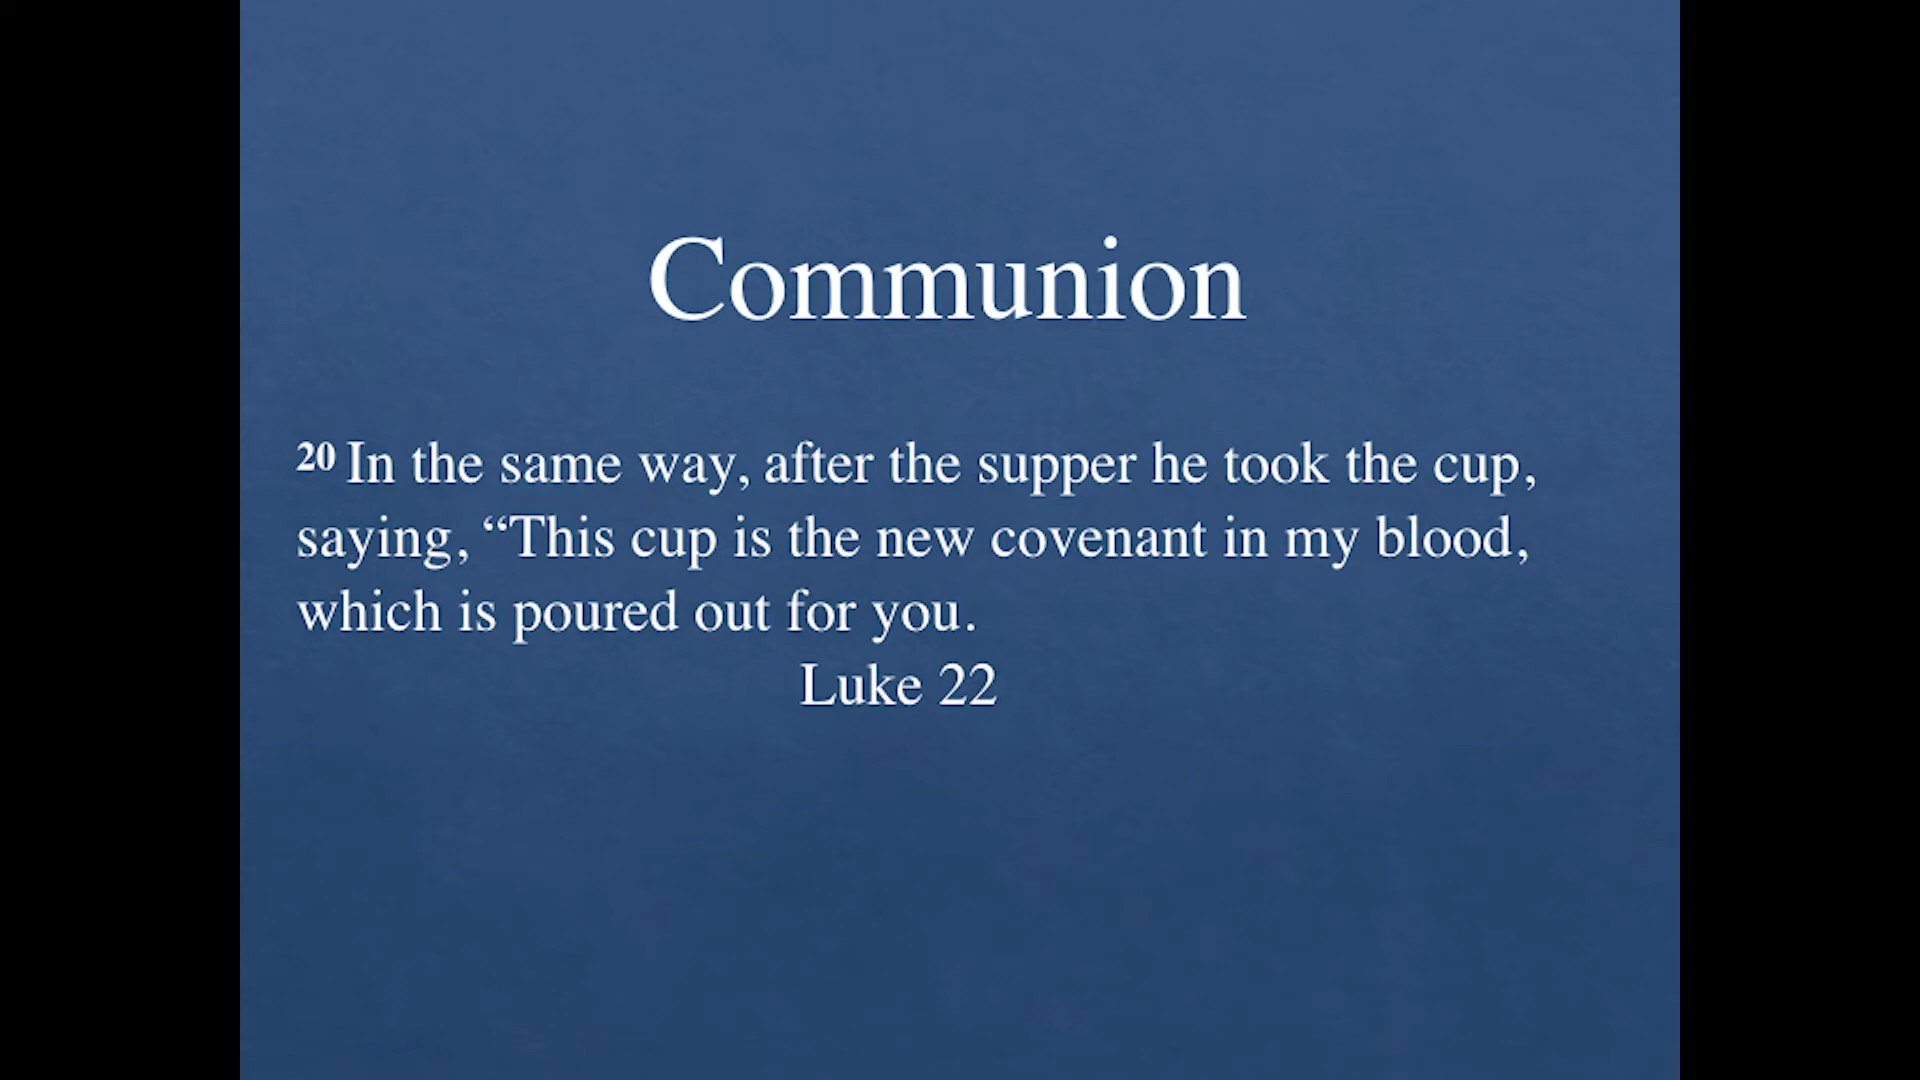 Communion
20 In the same way, after the supper he took the cup,
saying, “This cup is the new covenant in my blood,
which is poured out for you.
Luke 22